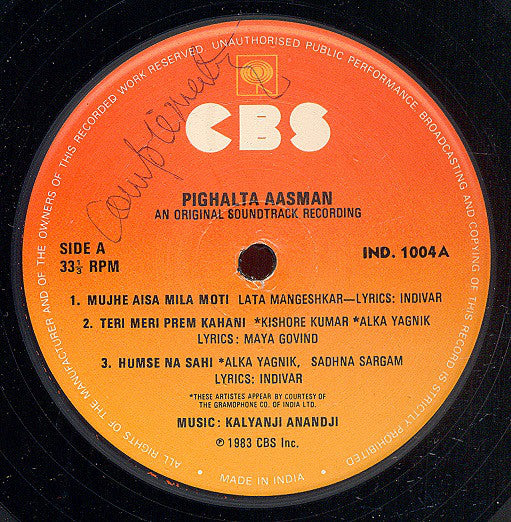 ALL RIGHTS OF THE MANUFACTURER AND OF THE OWNERS OF THIS RECORDED WORK RESERVED. UNAUTHORISED PUBLIC PERFORMANCE, BROADCASTING AND COPYING OF THIS RECORD IS STRICTLY PROHIBITED
CBS
PIGHALTA AASMAN
AN ORIGINAL SOUNDTRACK RECORDING
SIDE A
33⅓ RPM
IND. 1004A
1. MUJHE AISA MILA MOTI LATA MANGESHKAR—LYRICS: INDIVAR
2. TERI MERI PREM KAHANI *KISHORE KUMAR *ALKA YAGNIK
LYRICS: MAYA GOVIND
3. HUMSE NA SAHI *ALKA YAGNIK, SADHNA SARGAM
LYRICS: INDIVAR
*THESE ARTISTES APPEAR BY COURTESY OF
THE GRAMOPHONE CO. OF INDIA LTD.
MUSIC: KALYANJI ANANDJI
℗ 1983 CBS Inc.
• MADE IN INDIA •